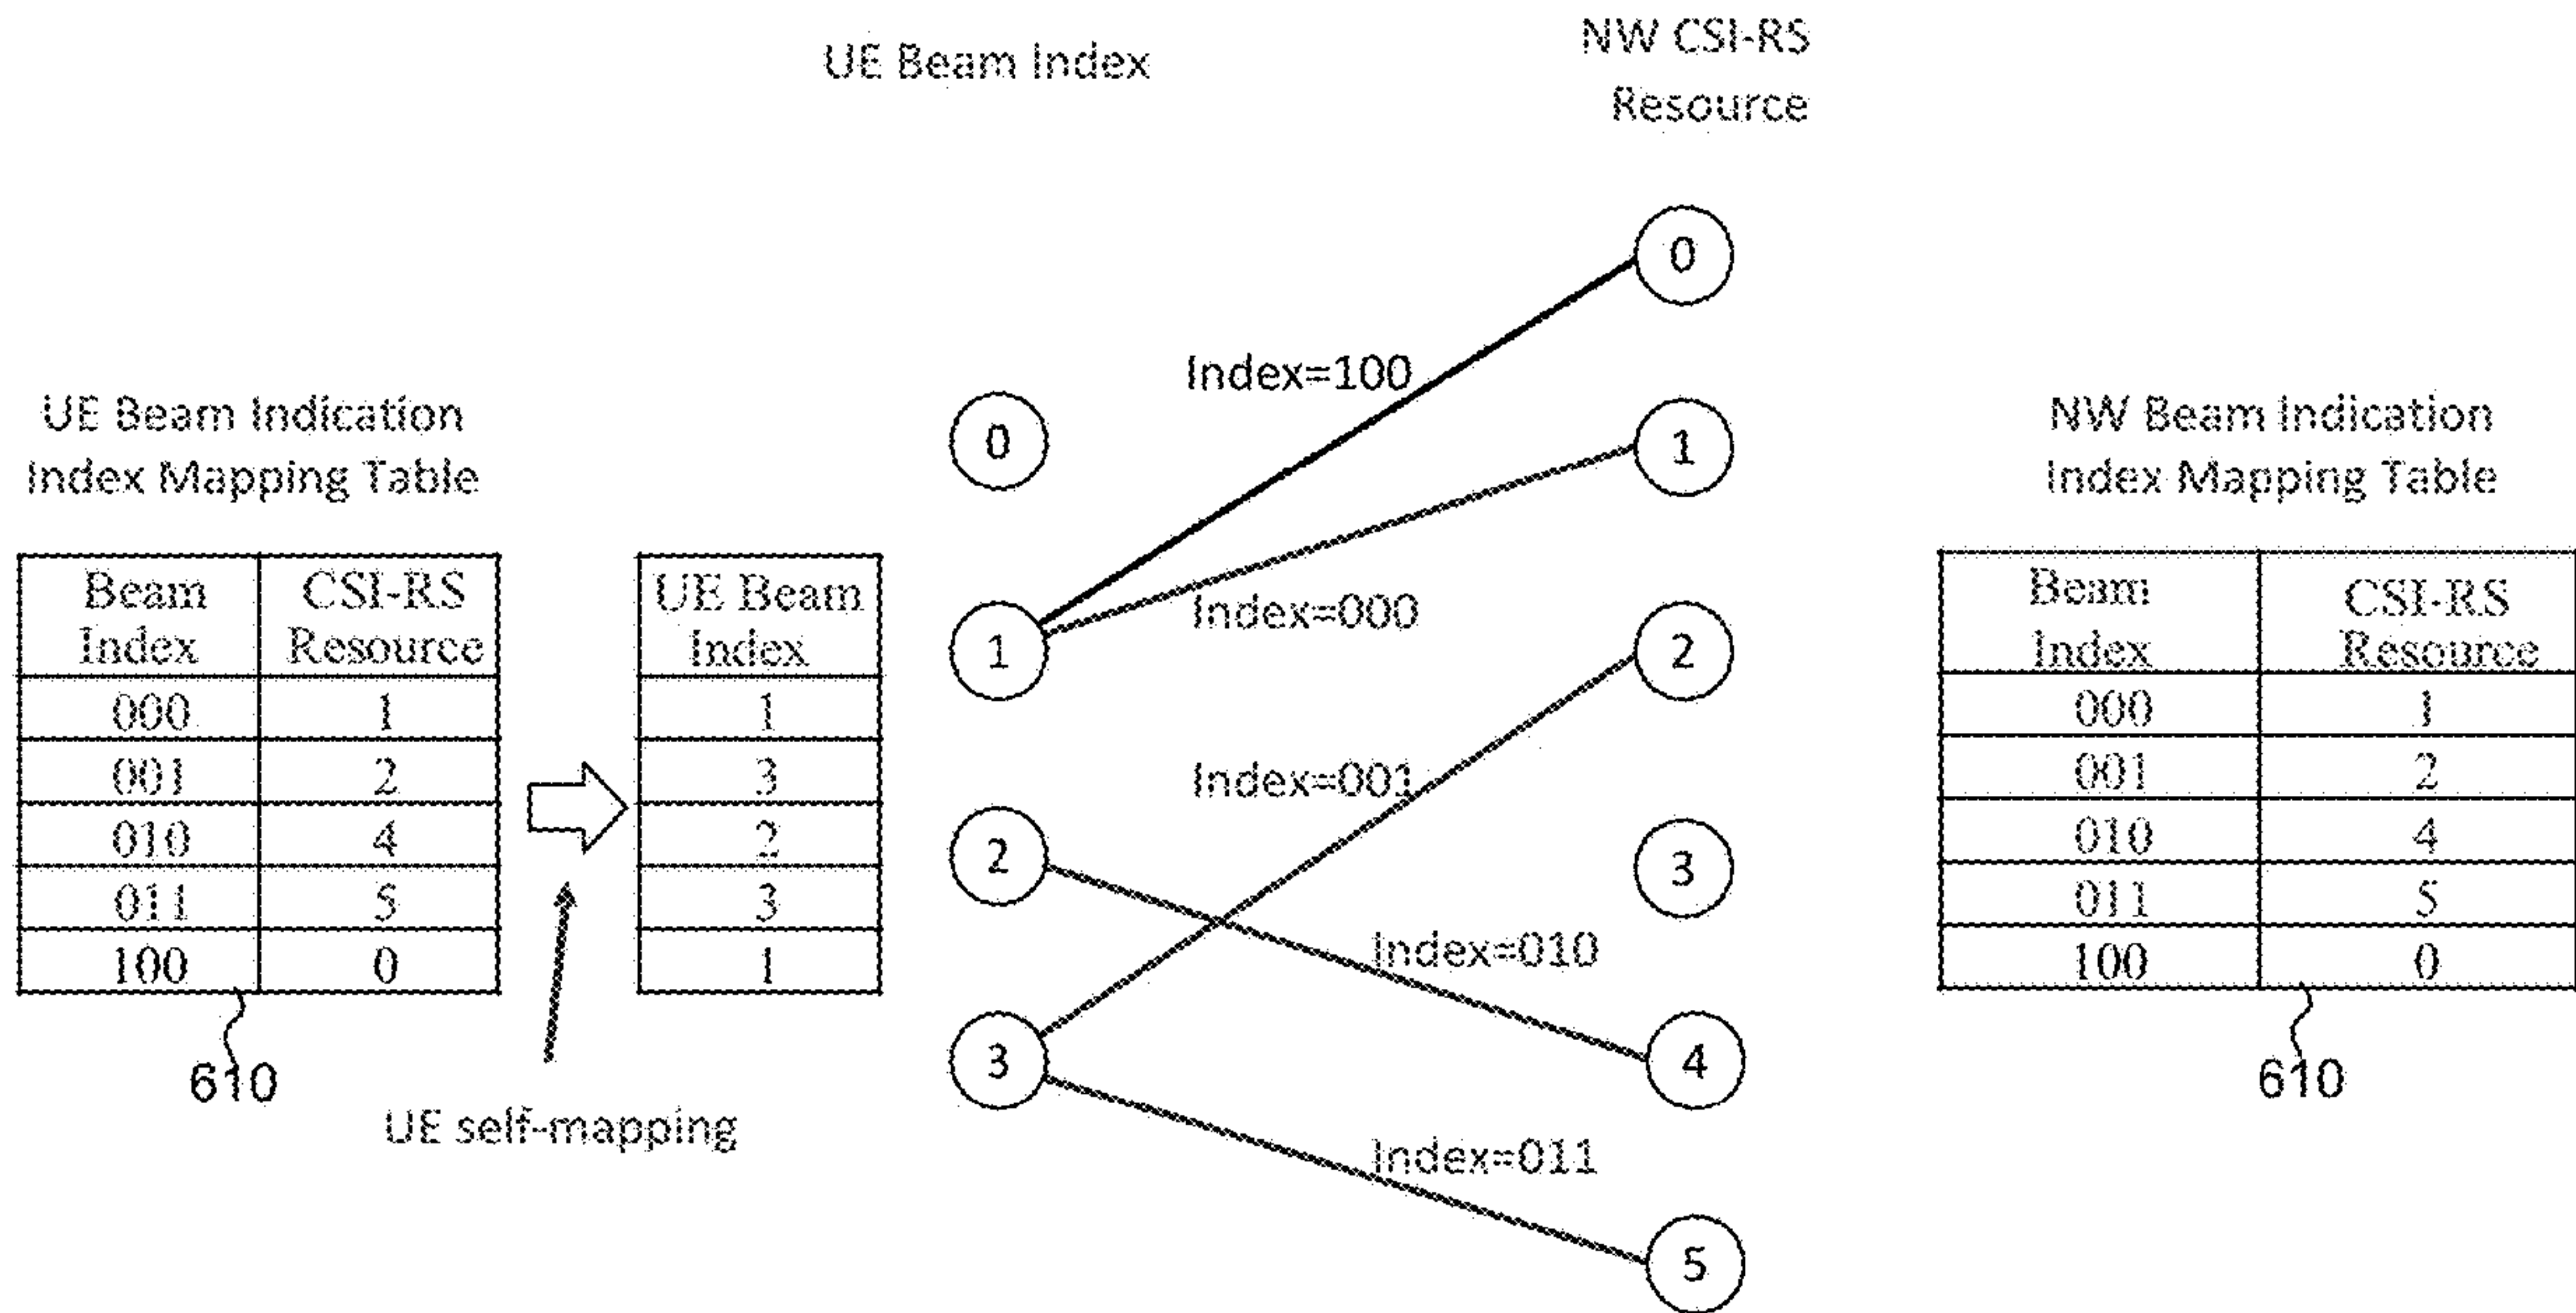 UE Beam Index
NW CSI-RS
Resource
UE Beam Indication
Index Mapping Table
Beam Index CSI-RS Resource
000 1
001 2
010 4
011 5
100 0
610
UE self-mapping
UE Beam
Index
1
3
2
3
1
0
1
2
3
Index=100
Index=000
Index=001
Index=010
Index=011
0
1
2
3
4
5
NW Beam Indication
Index Mapping Table
Beam Index CSI-RS Resource
000 1
001 2
010 4
011 5
100 0
610